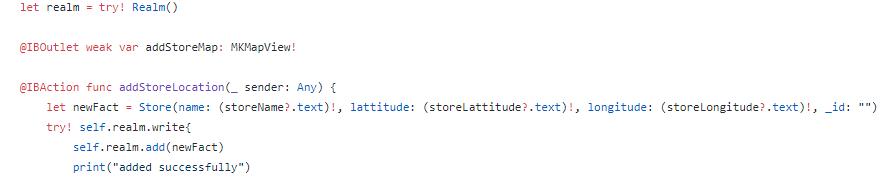 let realm = try! Realm()
@IBOutlet weak var addStoreMap: MKMapView!
@IBAction func addStoreLocation(_ sender: Any) {
let newFact = Store(name: (storeName?.text)!, lattitude: (storeLattitude?.text)!, longitude: (storeLongitude?.text)!, _id: "")
try! self.realm.write{
self.realm.add(newFact)
print("added successfully")